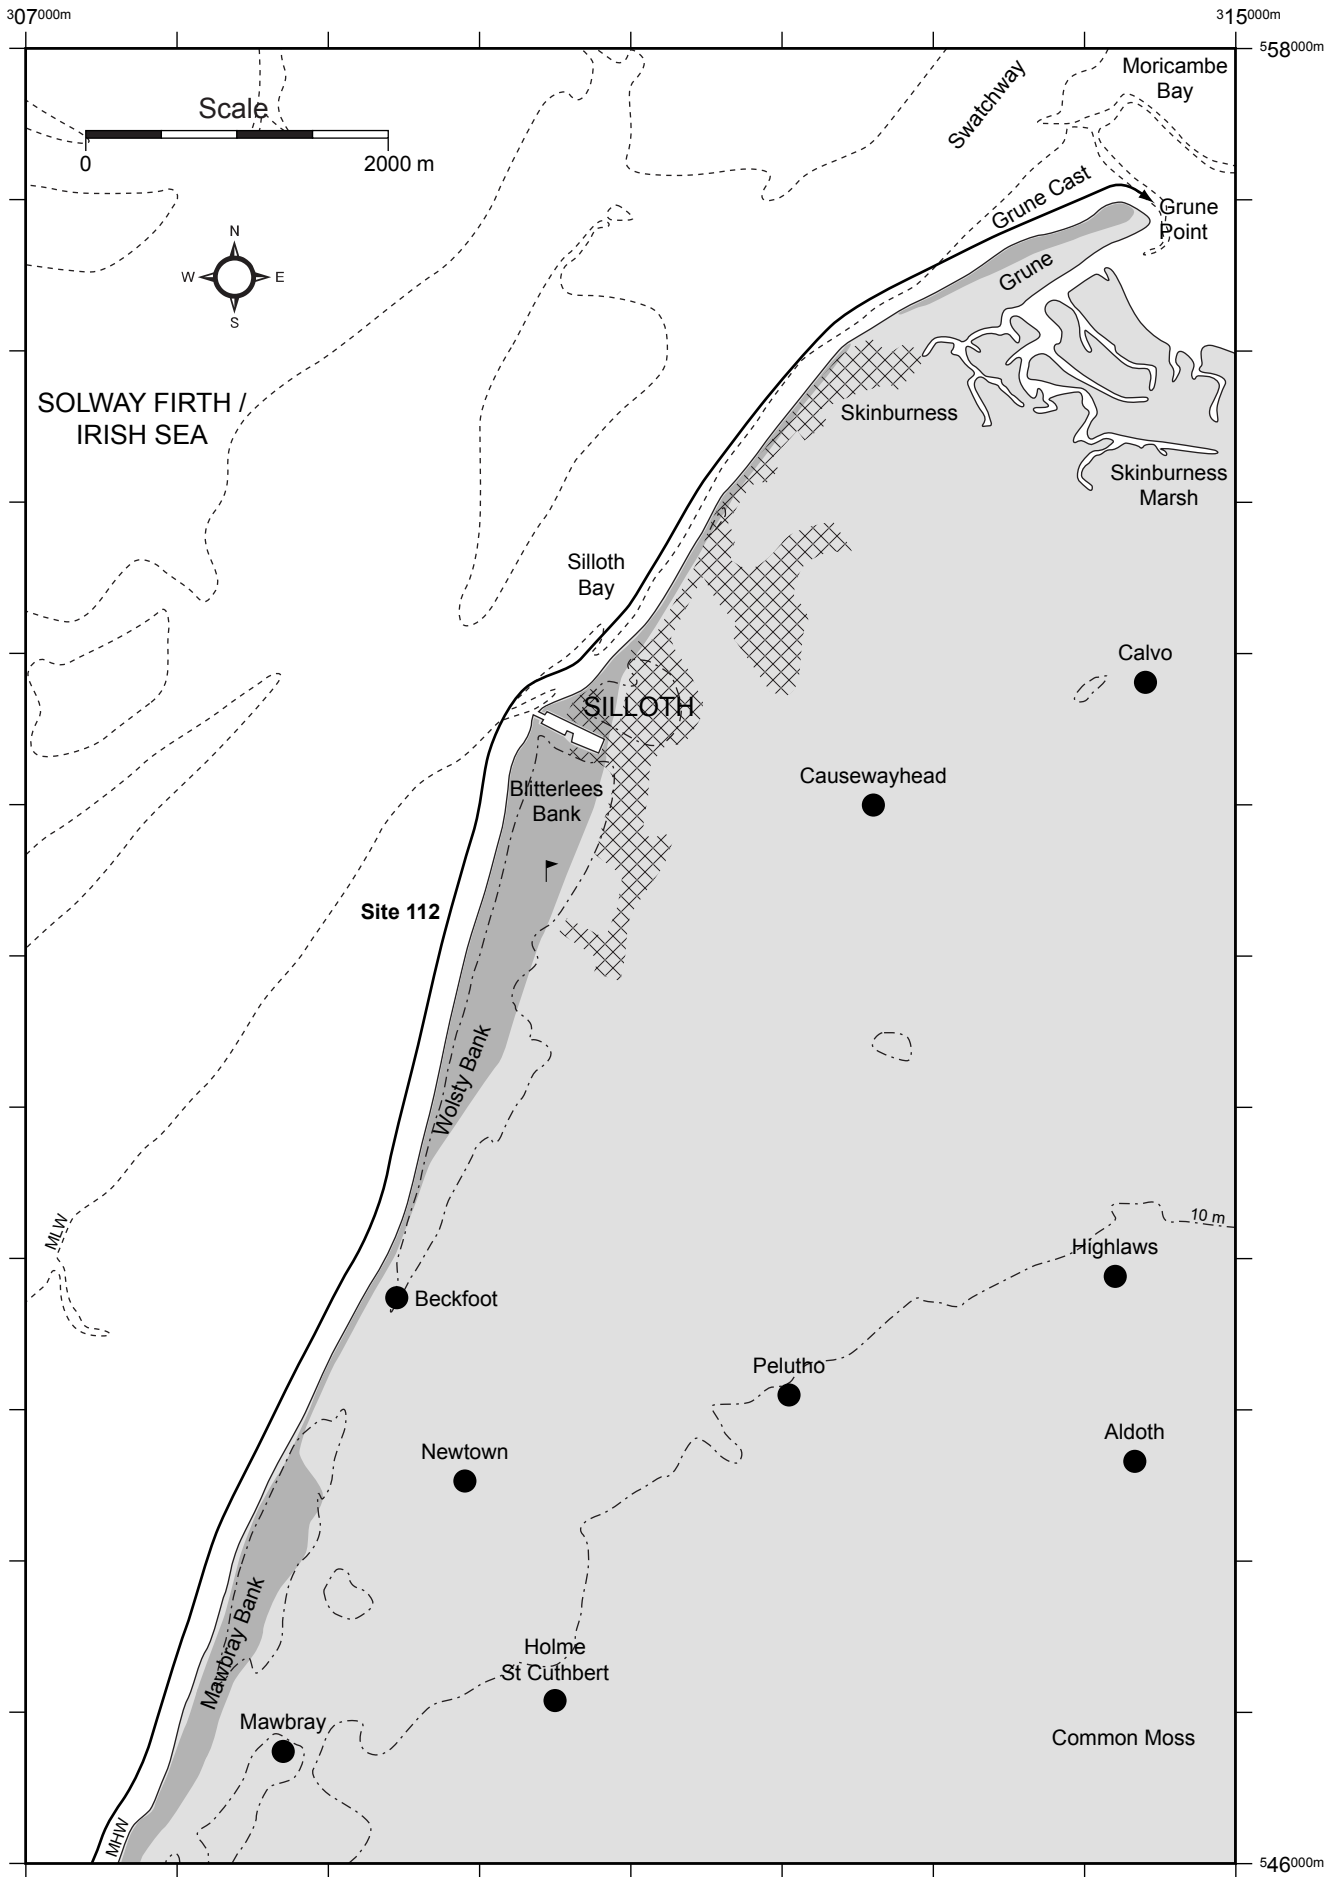 307000m
315000m
558000m
Moricambe
Bay
Swatchway
Scale
0
2000 m
Grune Cast
Grune
Point
Grune
N
W
E
S
SOLWAY FIRTH /
IRISH SEA
Skinburness
Skinburness
Marsh
Silloth
Bay
Calvo
SILLOTH
Causewayhead
Blitterlees
Bank
Site 112
Wolsty Bank
MLW
10 m
Highlaws
Beckfoot
Pelutho
Aldoth
Newtown
Mawbray Bank
Holme
St Cuthbert
Mawbray
Common Moss
MHW
546000m